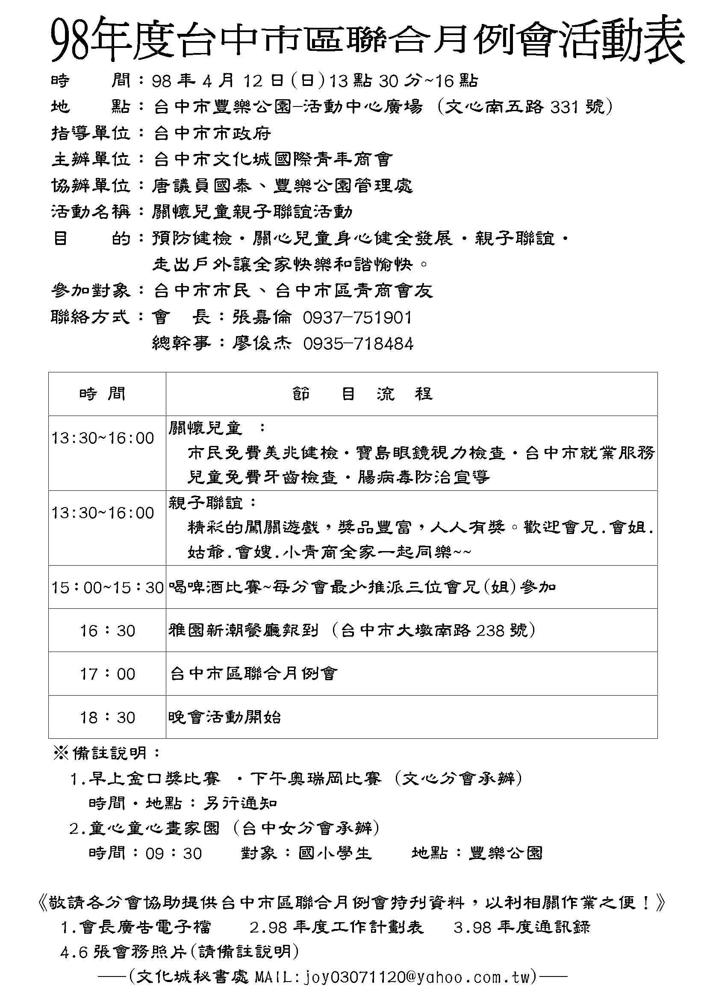 98年度台中市區聯合月例會活動表
時　　間：98 年 4 月 12 日(日)13 點 30 分~16 點
地　　點：台中市豐樂公園-活動中心廣場 (文心南五路 331 號)
指導單位：台中市市政府
主辦單位：台中市文化城國際青年商會
協辦單位：唐議員國泰、豐樂公園管理處
活動名稱：關懷兒童親子聯誼活動
目　　的：預防健檢．關心兒童身心健全發展．親子聯誼．
走出戶外讓全家快樂和諧愉快。
參加對象：台中市市民、台中市區青商會友
聯絡方式：會　長：張嘉倫 0937-751901
總幹事：廖俊杰 0935-718484
時 間　節 目 流 程
關懷兒童 ：
13:30~16:00
市民免費美兆健檢．寶島眼鏡視力檢查．台中市就業服務
兒童免費牙齒檢查．腸病毒防治宣導
親子聯誼：
13:30~16:00
精彩的闖關遊戲，獎品豐富，人人有獎。歡迎會兄.會姐.
姑爺.會嫂.小青商全家一起同樂~~
15：00~15：30 喝啤酒比賽~每分會最少推派三位會兄(姐)參加
16：30 雅園新潮餐廳報到 (台中市大墩南路 238 號)
17：00 台中市區聯合月例會
18：30 晚會活動開始
※備註說明：
1.早上金口獎比賽 ．下午奧瑞岡比賽 (文心分會承辦)
時間．地點：另行通知
2.童心童心畫家園 (台中女分會承辦)
時間：09：30　　對象：國小學生　　地點：豐樂公園
《敬請各分會協助提供台中市區聯合月例會特刊資料，以利相關作業之便！》
1.會長廣告電子檔　　2.98 年度工作計劃表　 3.98 年度通訊錄
4.6 張會務照片(請備註說明)
──(文化城秘書處 MAIL:joy03071120@yahoo.com.tw)──